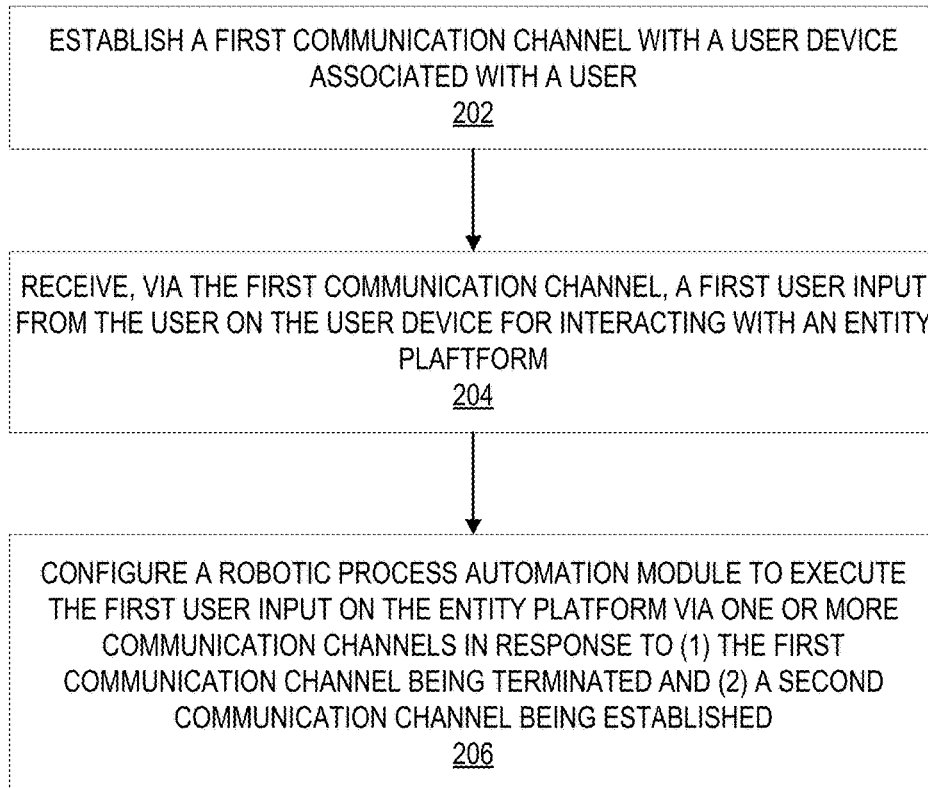 ESTABLISH A FIRST COMMUNICATION CHANNEL WITH A USER DEVICE
ASSOCIATED WITH A USER
202
RECEIVE, VIA THE FIRST COMMUNICATION CHANNEL, A FIRST USER INPUT
FROM THE USER ON THE USER DEVICE FOR INTERACTING WITH AN ENTITY
PLAFTFORM
204
CONFIGURE A ROBOTIC PROCESS AUTOMATION MODULE TO EXECUTE
THE FIRST USER INPUT ON THE ENTITY PLATFORM VIA ONE OR MORE
COMMUNICATION CHANNELS IN RESPONSE TO (1) THE FIRST
COMMUNICATION CHANNEL BEING TERMINATED AND (2) A SECOND
COMMUNICATION CHANNEL BEING ESTABLISHED
206